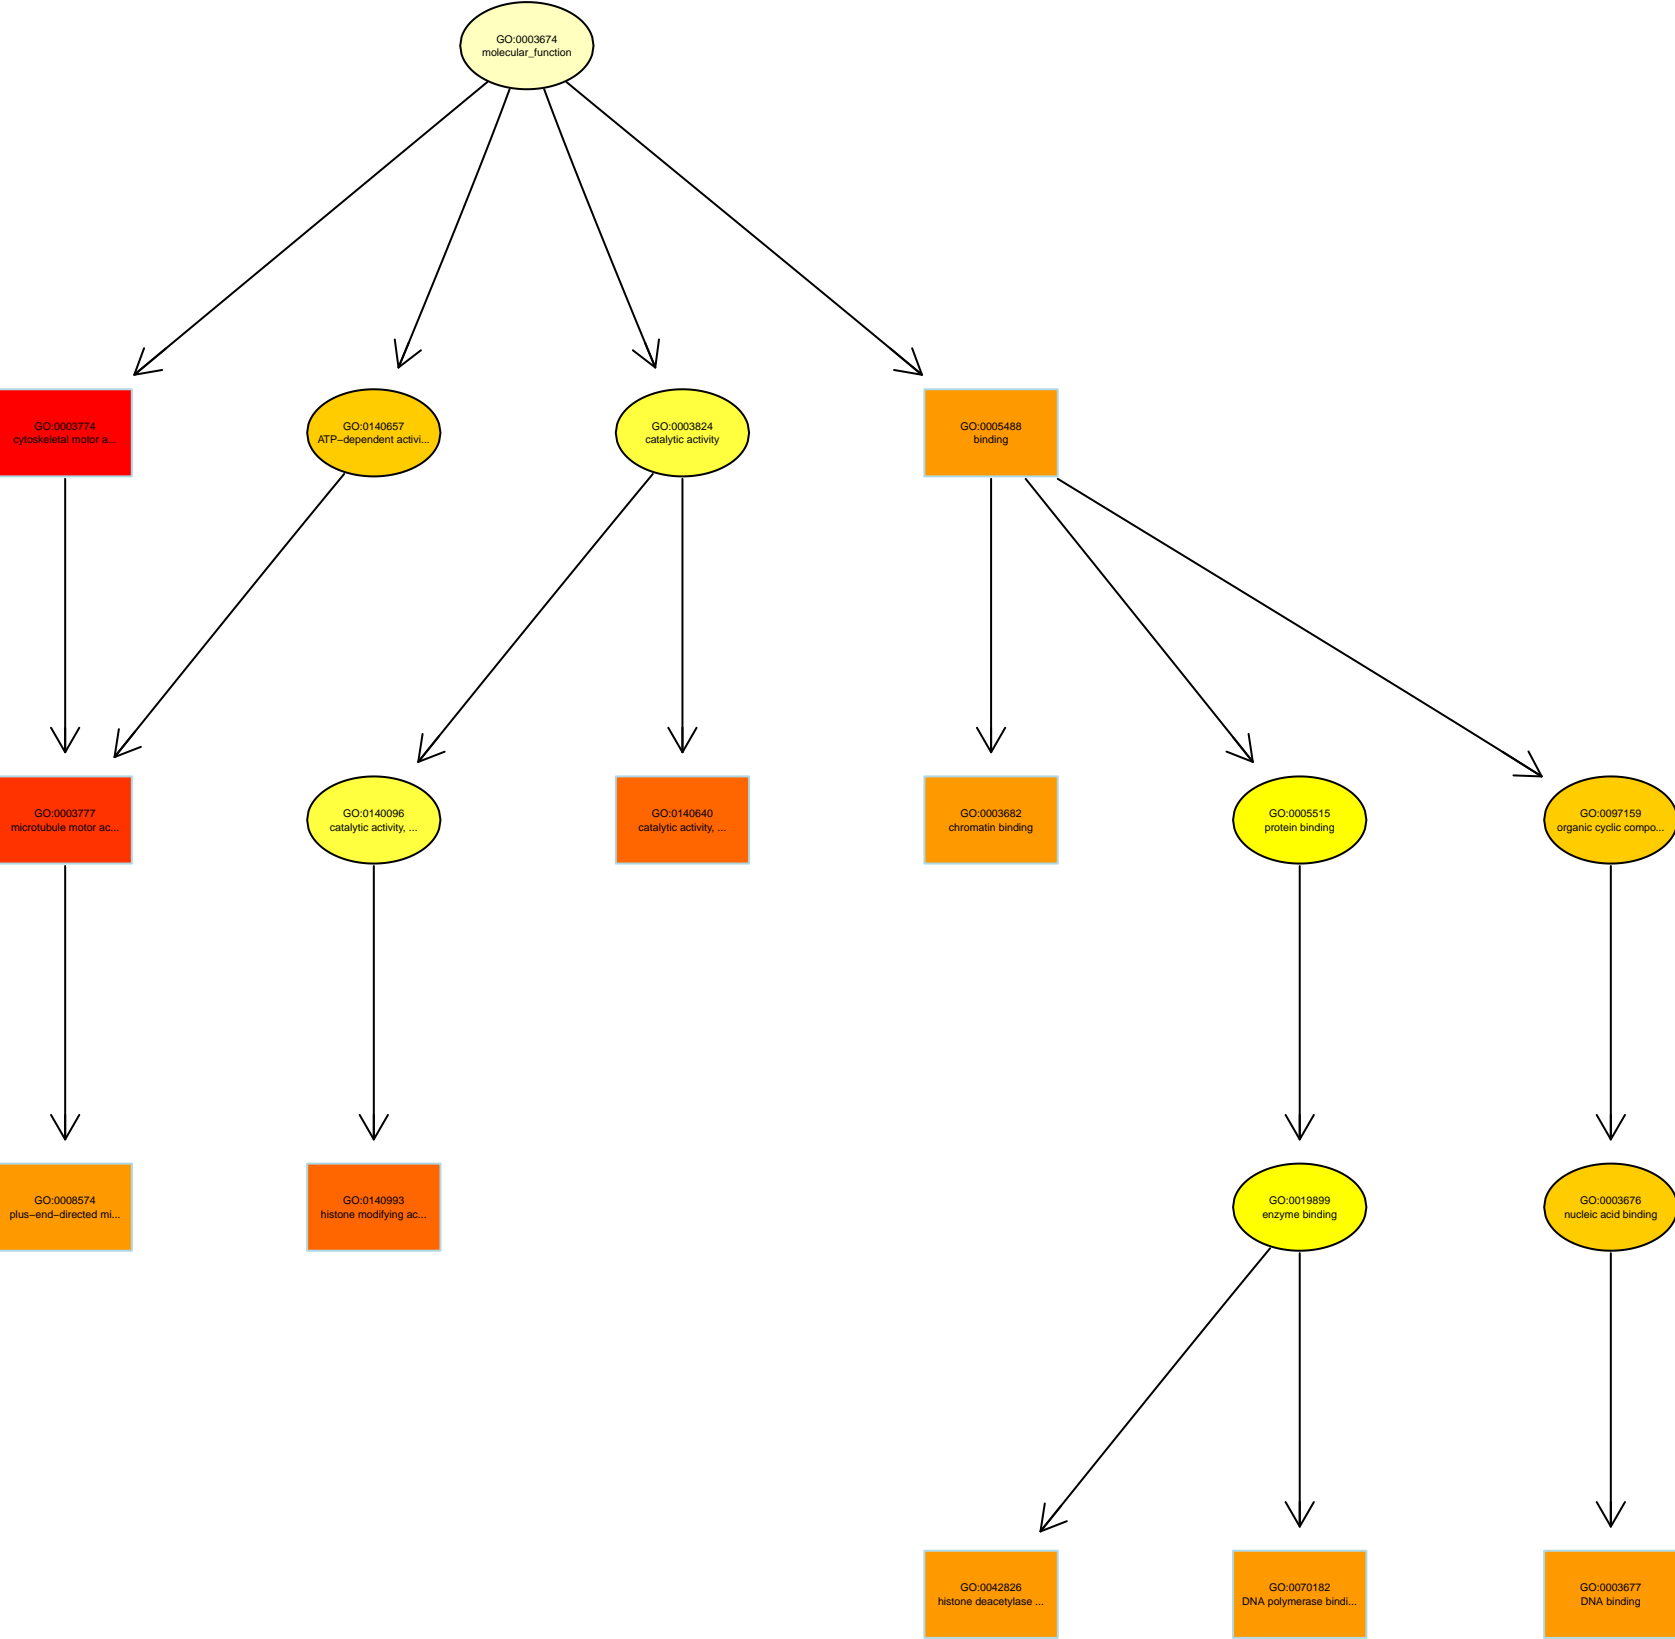 GO:0003674
molecular_function
GO:0003774
cytoskeletal motor a...
GO:0140657
ATP−dependent activi...
GO:0003824
catalytic activity
GO:0005488
binding
GO:0003777
microtubule motor ac...
GO:0140096
catalytic activity, ...
GO:0140640
catalytic activity, ...
GO:0003682
chromatin binding
GO:0005515
protein binding
GO:0097159
organic cyclic compo...
GO:0008574
plus−end−directed mi...
GO:0140993
histone modifying ac...
GO:0019899
enzyme binding
GO:0003676
nucleic acid binding
GO:0042826
histone deacetylase ...
GO:0070182
DNA polymerase bindi...
GO:0003677
DNA binding